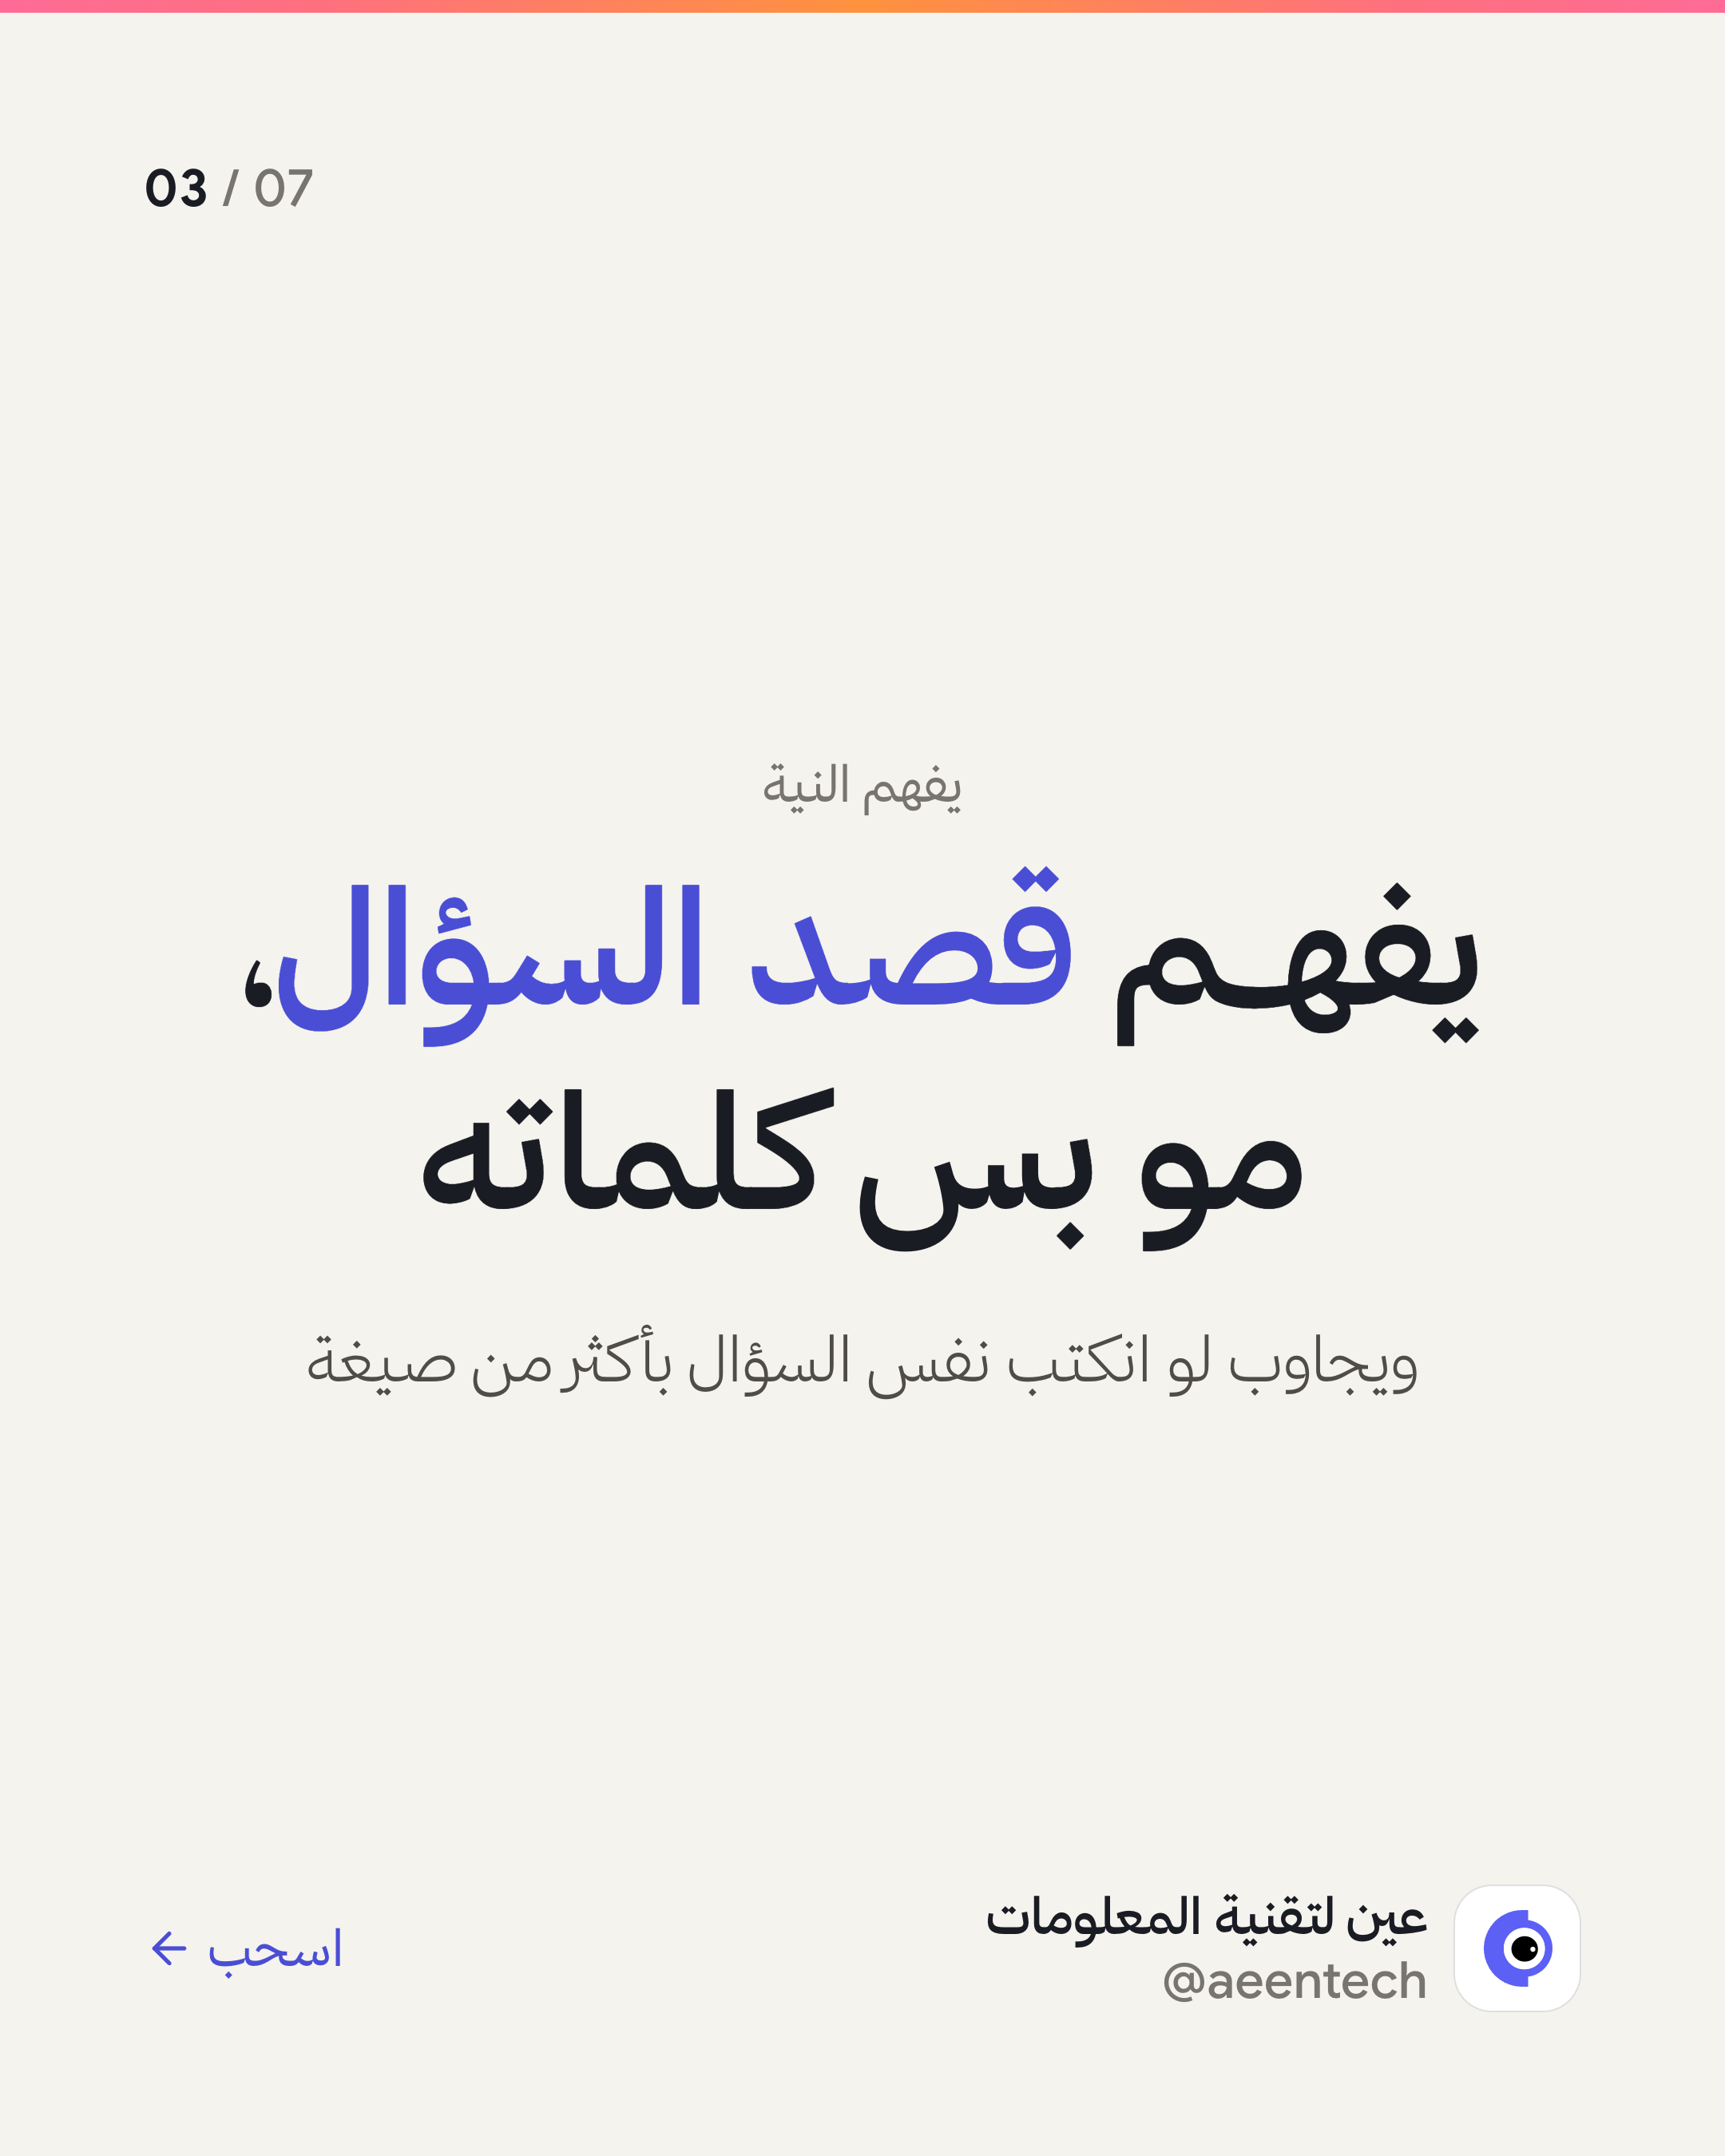 03 / 07
يفهم النية
يفهم قصد السؤال،
مو بس كلماته
ويجاوب لو انكتب نفس السؤال بأكثر من صيغة
عين لتقنية المعلومات
@aeentech
اسحب ←